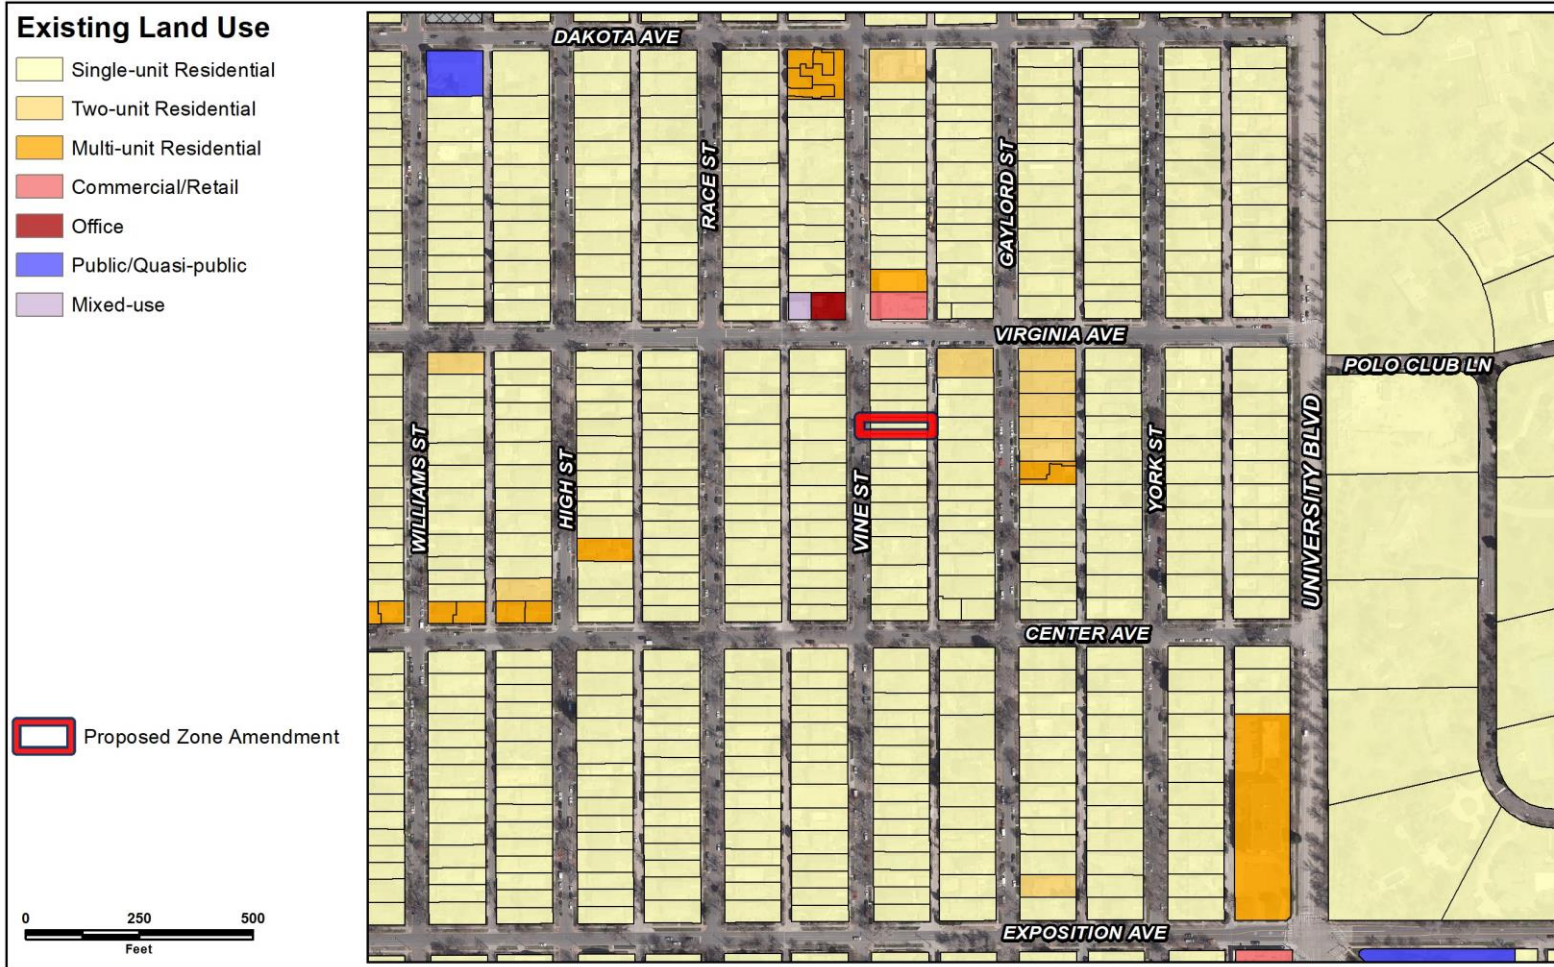 Existing Land Use
Single-unit Residential
Two-unit Residential
Multi-unit Residential
Commercial/Retail
Office
Public/Quasi-public
Mixed-use
Proposed Zone Amendment
0 250 500
Feet
DAKOTA AVE
RACE ST
GAYLORD ST
VIRGINIA AVE
POLO CLUB LN
WILLIAMS ST
HIGH ST
VINE ST
YORK ST
UNIVERSITY BLVD
CENTER AVE
EXPOSITION AVE